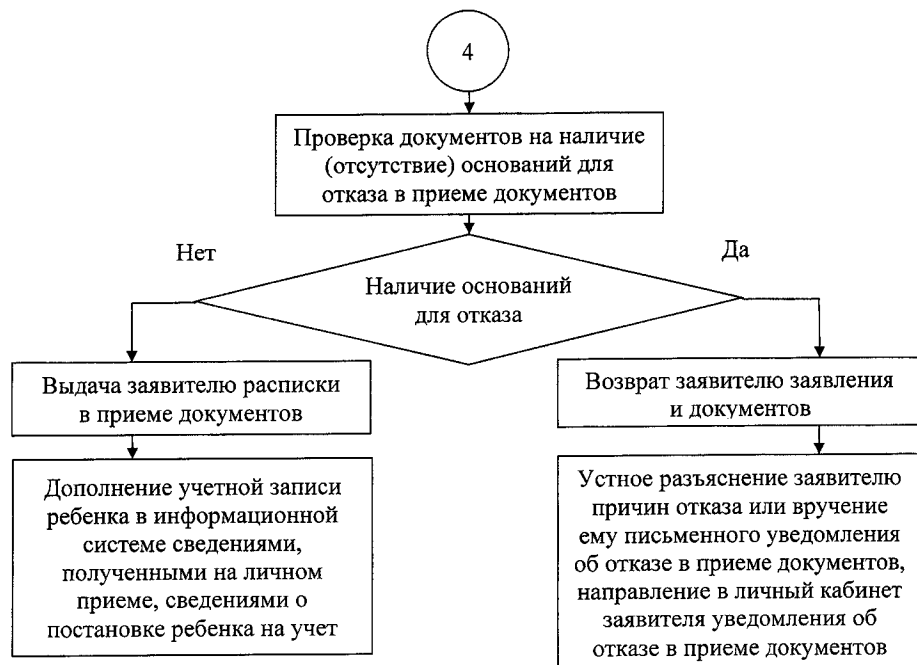 4
Проверка документов на наличие
(отсутствие) оснований для
отказа в приеме документов
Нет
Да
Наличие оснований
для отказа
Выдача заявителю расписки
в приеме документов
Возврат заявителю заявления
и документов
Дополнение учетной записи
ребенка в информационной
системе сведениями,
полученными на личном
приеме, сведениями о
постановке ребенка на учет
Устное разъяснение заявителю
причин отказа или вручение
ему письменного уведомления
об отказе в приеме документов,
направление в личный кабинет
заявителя уведомления об
отказе в приеме документов